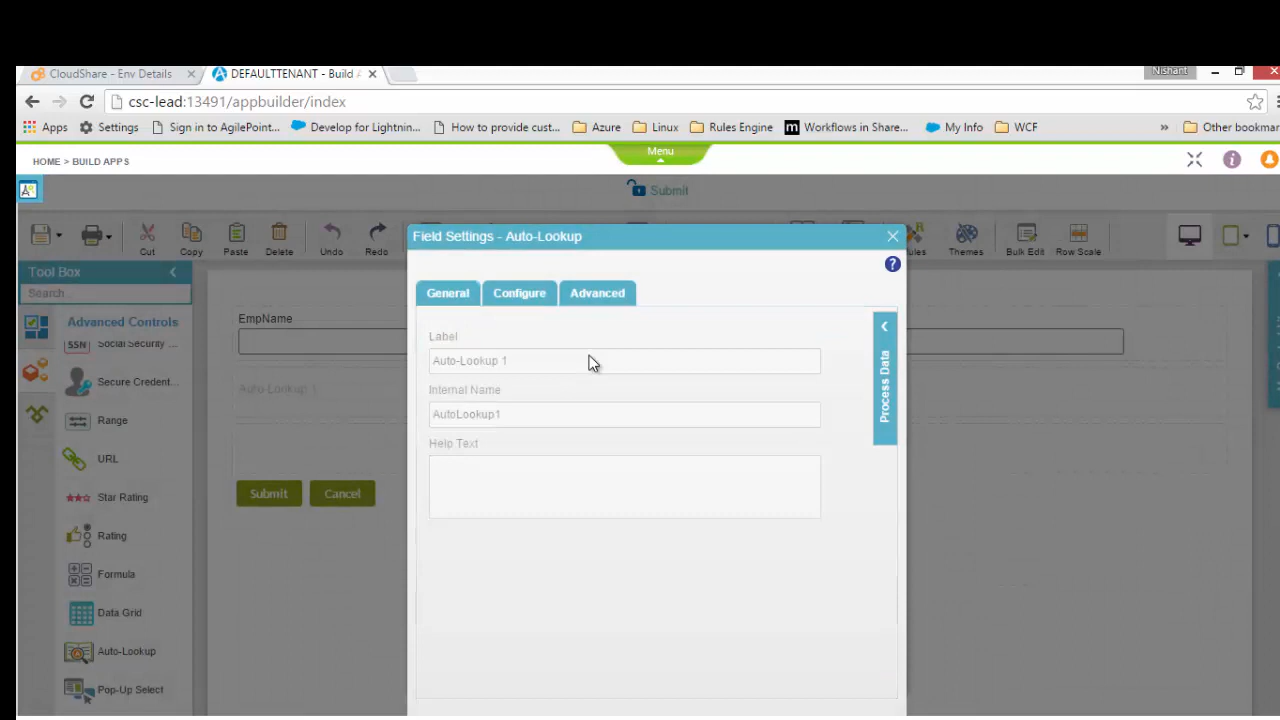 CloudShare - Env Details
DEFAULTTENANT - Build
Nishant
csc-lead:13491/appbuilder/index
Apps Settings Sign in to AgilePoint... Develop for Lightnin... How to provide cust... Azure Linux Rules Engine Workflows in Share... My Info WCF » Other bookmar
HOME > BUILD APPS
Menu
Submit
Cut Copy Paste Delete Undo Redo Themes Bulk Edit Row Scale
Field Settings - Auto-Lookup
Tool Box
Search...
General Configure Advanced
Advanced Controls
EmpName
Label
SSN Social Security ...
Auto-Lookup 1
Process Data
Secure Credent...
Auto-Lookup 1
Internal Name
AutoLookup1
Range
Help Text
URL
Submit Cancel
Star Rating
Rating
Formula
Data Grid
Auto-Lookup
Pop-Up Select